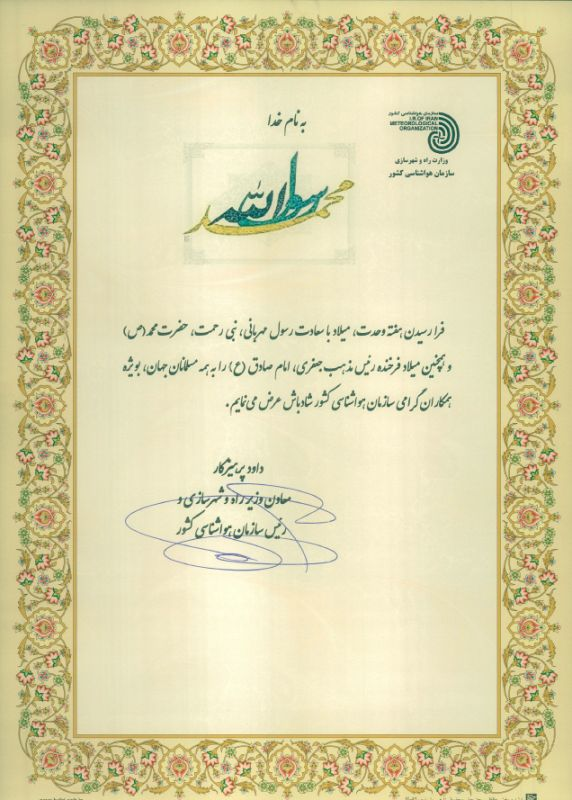 به نام خدا
سازمان هواشناسی کشور
I.R.OF IRAN
METEOROLOGICAL
ORGANIZATION
وزارت راه و شهرسازی
سازمان هواشناسی کشور
محمد رسول الله
فرا رسیدن هفته وحدت، میلاد با سعادت رسول مهربانی، نبی رحمت، حضرت محمد (ص)
و همچنین میلاد فرخنده رئیس مذهب جعفری، امام صادق (ع) را به همه مسلمانان جهان، بویژه
همکاران گرامی سازمان هواشناسی کشور شادباش عرض می نمایم.
داود پرهیزکار
معاون وزیر راه و شهرسازی و
رئیس سازمان هواشناسی کشور